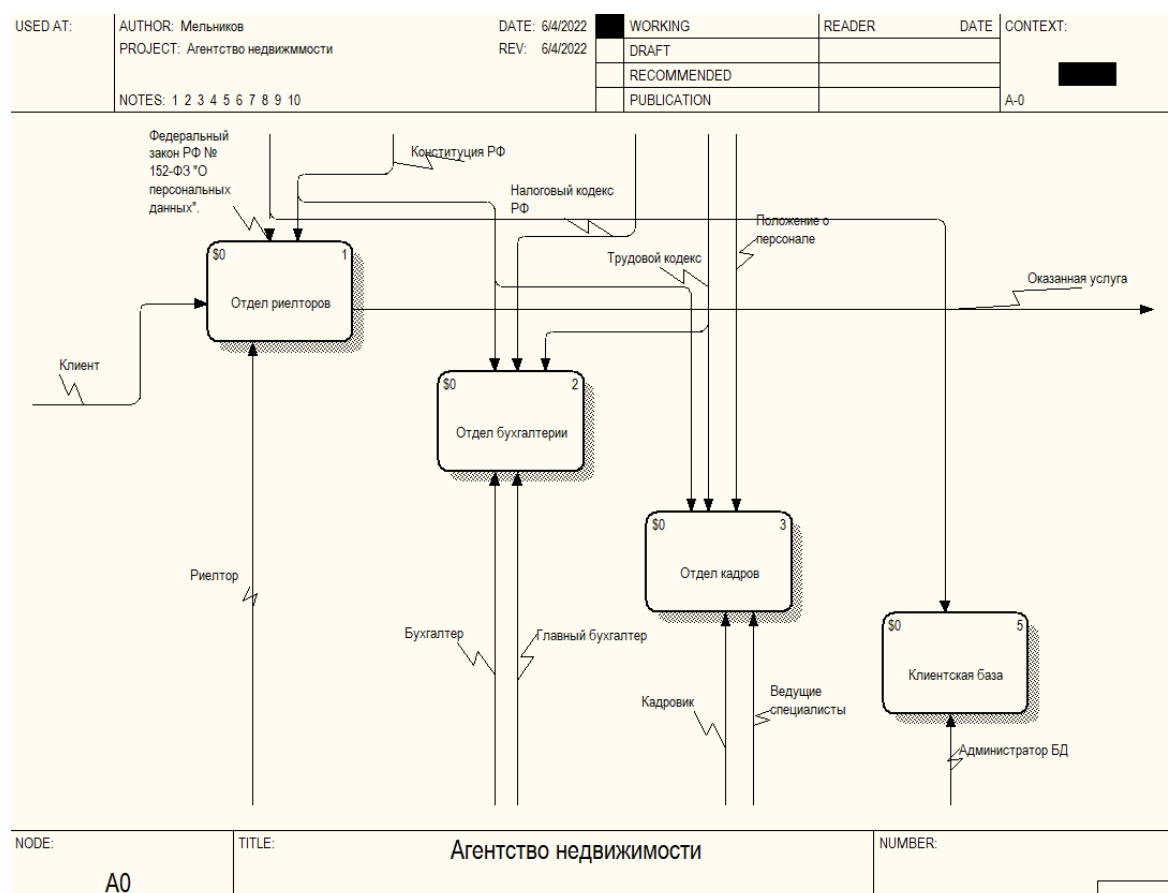 USED AT:
AUTHOR: Мельников
DATE: 6/4/2022
WORKING
READER
DATE
CONTEXT:
PROJECT: Агентство недвижммости
REV: 6/4/2022
DRAFT
RECOMMENDED
NOTES: 1 2 3 4 5 6 7 8 9 10
PUBLICATION
A-0
Федеральный
закон РФ №
152-ФЗ "О
персональных
данных".
Конституция РФ
Налоговый кодекс
РФ
Положение о
персонале
Трудовой кодекс
$0
1
Отдел риелторов
Оказанная услуга
Клиент
$0
2
Отдел бухгалтерии
$0
3
Отдел кадров
Риелтор
Бухгалтер
Главный бухгалтер
$0
5
Клиентская база
Кадровик
Ведущие
специалисты
Администратор БД
NODE:
TITLE:
Агентство недвижимости
NUMBER:
A0